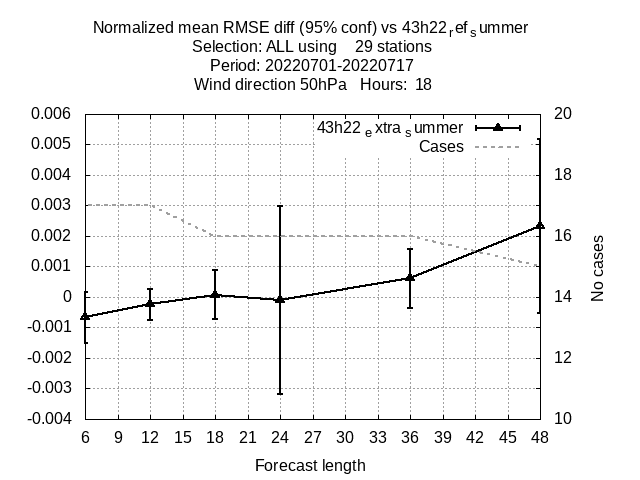 Normalized mean RMSE diff (95% conf) vs 43h22refsummer
Selection: ALL using 29 stations
Period: 20220701-20220717
Wind direction 50hPa Hours: 18
43h22extrasummer
Cases
0.006
0.005
0.004
0.003
0.002
0.001
0
-0.001
-0.002
-0.003
-0.004
20
18
16
14
12
10
No cases
6 9 12 15 18 21 24 27 30 33 36 39 42 45 48
Forecast length